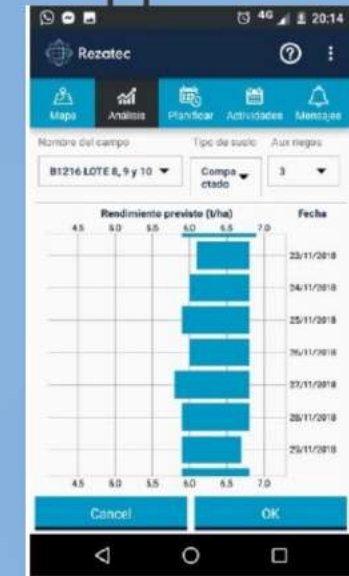 4G 20:14
Rezatec
Mapa Análisis Planificar Actividades Mensajes
Nombre del campo Tipo de suelo Aux riegos
B1216 LOTE 8, 9 y 10 Compa ctado 3
Rendimiento previsto (t/ha) Fecha
4.5 5.0 5.5 6.0 6.5 7.0
23/11/2018
24/11/2018
25/11/2018
26/11/2018
27/11/2018
28/11/2018
29/11/2018
4.5 5.0 5.5 6.0 6.5 7.0
Cancel OK